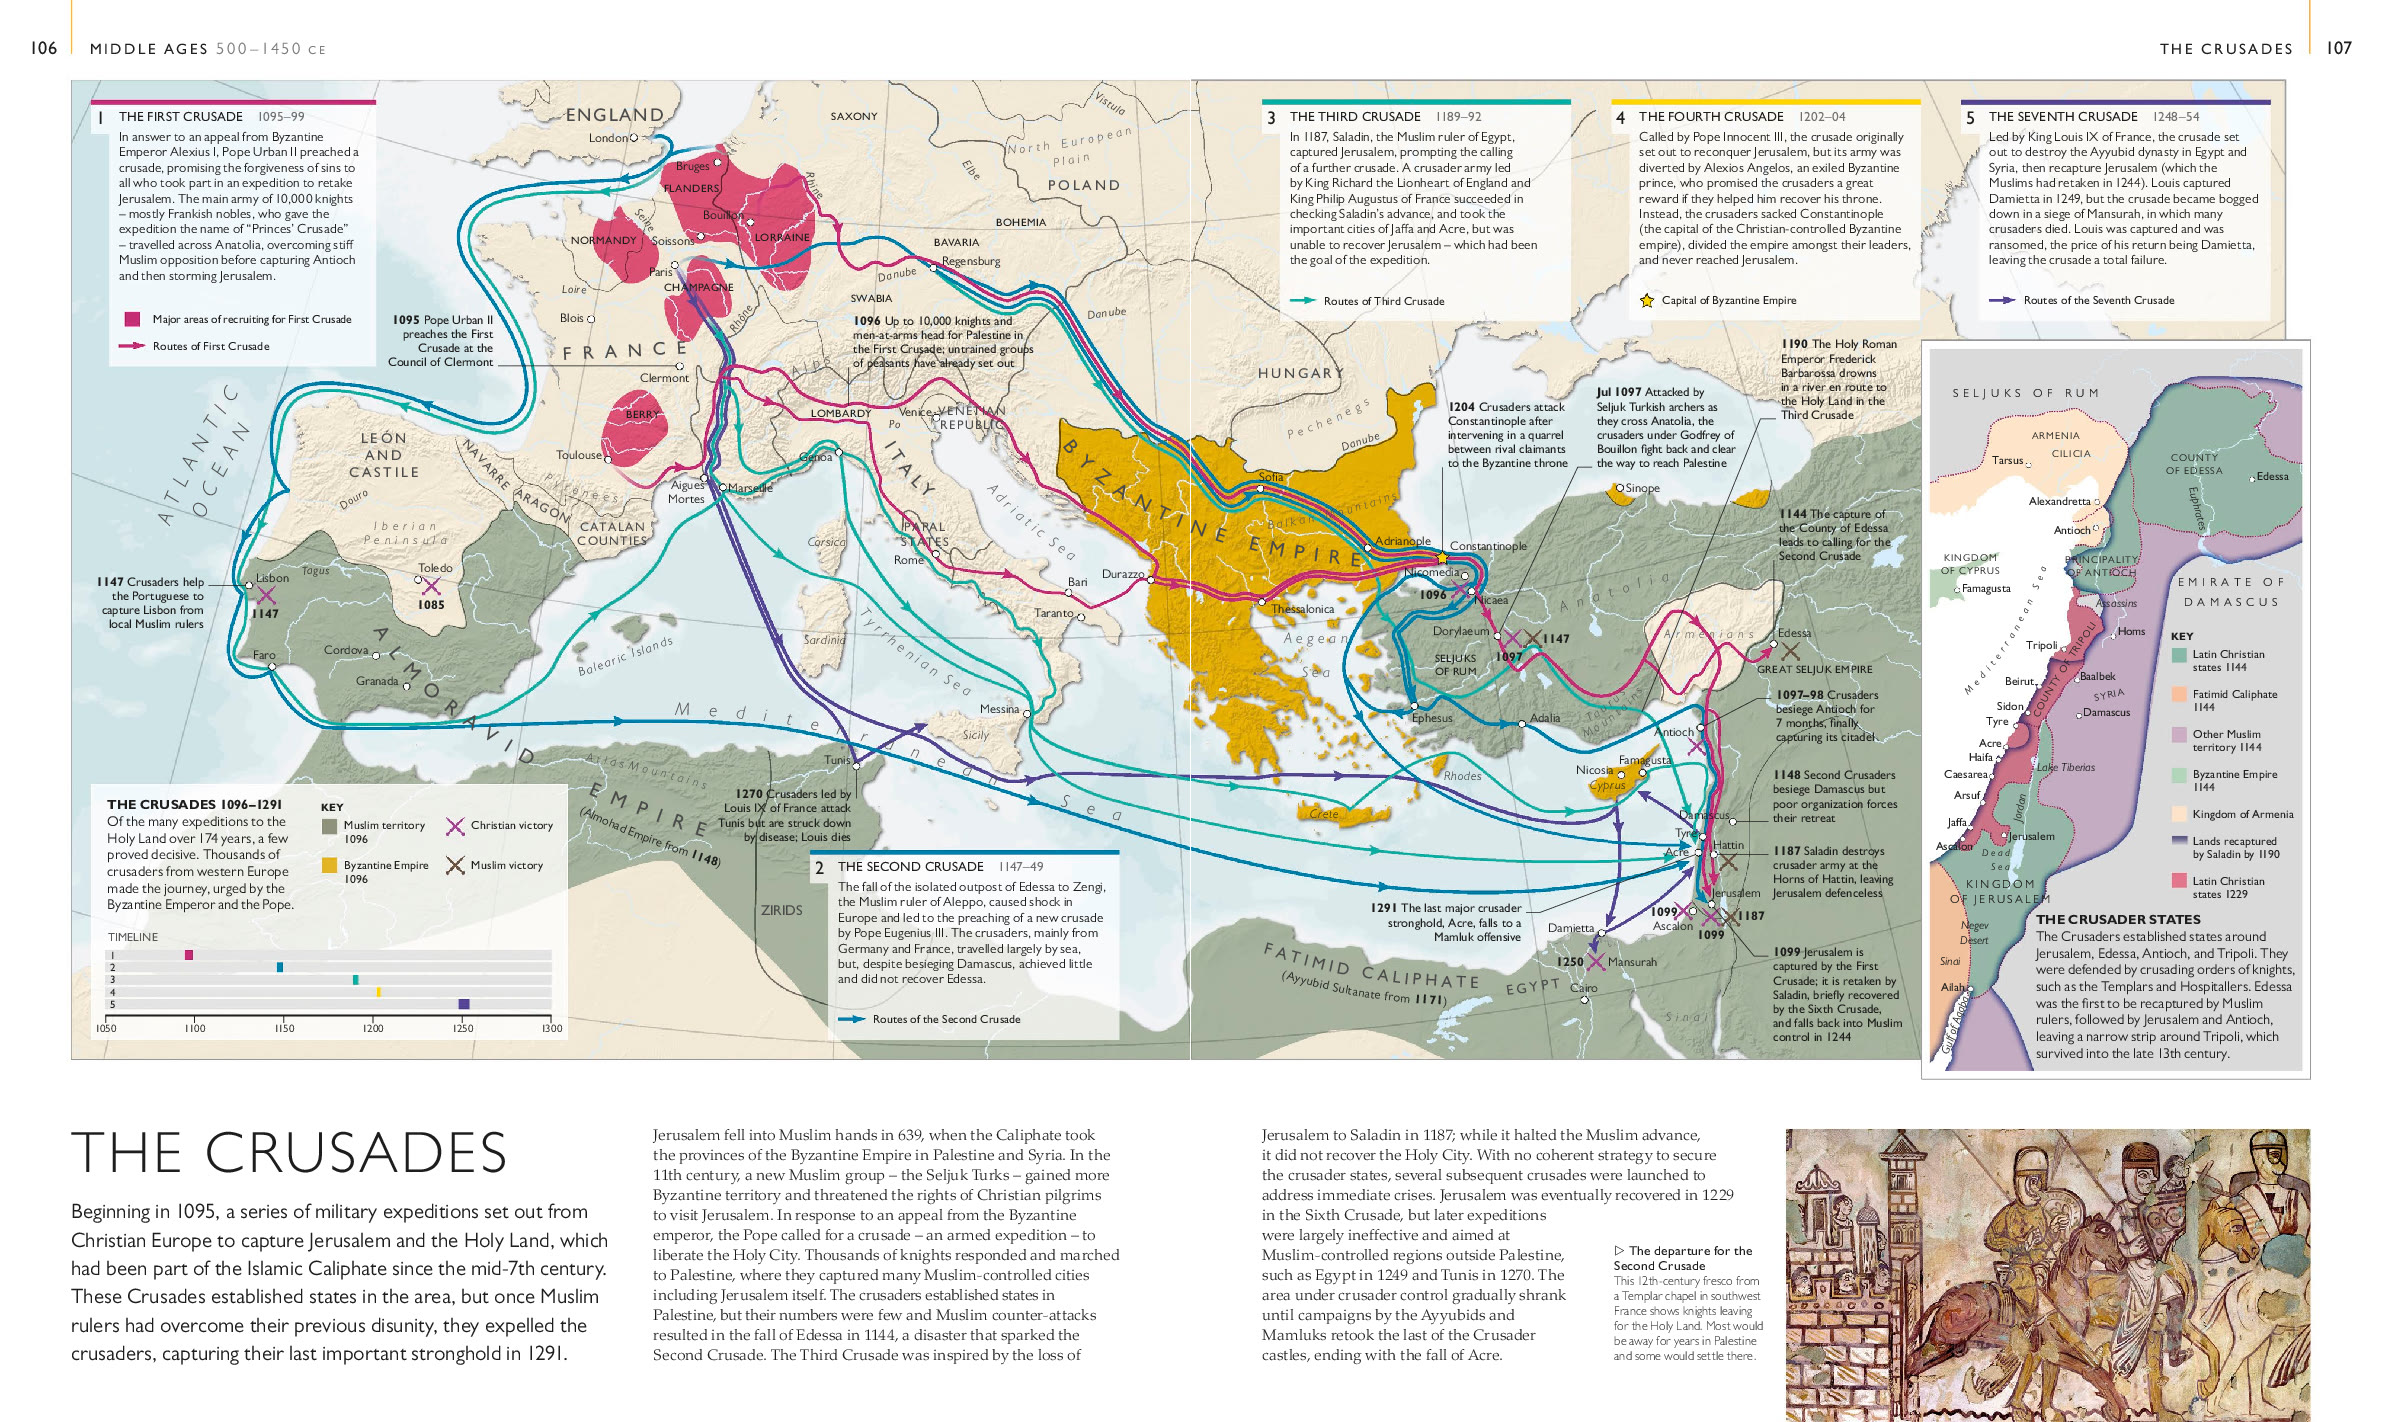 106
MIDDLE AGES 500–1450 CE
THE CRUSADES
107
1 THE FIRST CRUSADE 1095–99
In answer to an appeal from Byzantine
Emperor Alexius I, Pope Urban II preached a
crusade, promising the forgiveness of sins to
all who took part in an expedition to retake
Jerusalem. The main army of 10,000 knights
– mostly Frankish nobles, who gave the
expedition the name of “Princes’ Crusade”
– travelled across Anatolia, overcoming stiff
Muslim opposition before capturing Antioch
and then storming Jerusalem.
Major areas of recruiting for First Crusade
Routes of First Crusade
3 THE THIRD CRUSADE 1189–92
In 1187, Saladin, the Muslim ruler of Egypt,
captured Jerusalem, prompting the calling
of a further crusade. A crusader army led
by King Richard the Lionheart of England and
King Philip Augustus of France succeeded in
checking Saladin’s advance, and took the
important cities of Jaffa and Acre, but was
unable to recover Jerusalem – which had been
the goal of the expedition.
Routes of Third Crusade
4 THE FOURTH CRUSADE 1202–04
Called by Pope Innocent III, the crusade originally
set out to reconquer Jerusalem, but its army was
diverted by Alexios Angelos, an exiled Byzantine
prince, who promised the crusaders a great
reward if they helped him recover his throne.
Instead, the crusaders sacked Constantinople
(the capital of the Christian-controlled Byzantine
empire), divided the empire amongst their leaders,
and never reached Jerusalem.
Capital of Byzantine Empire
5 THE SEVENTH CRUSADE 1248–54
Led by King Louis IX of France, the crusade set
out to destroy the Ayyubid dynasty in Egypt and
Syria, then recapture Jerusalem (which the
Muslims had retaken in 1244). Louis captured
Damietta in 1249, but the crusade became bogged
down in a siege of Mansurah, in which many
crusaders died. Louis was captured and was
ransomed, the price of his return being Damietta,
leaving the crusade a total failure.
Routes of the Seventh Crusade
ENGLAND
London
SAXONY
Vistula
North European
Plain
Elbe
POLAND
Bruges
FLANDERS
Rhine
Bouillon
BOHEMIA
Seine
NORMANDY
Soissons
LORRAINE
BAVARIA
Regensburg
Paris
Danube
CHAMPAGNE
Loire
SWABIA
Blois
Rhône
Danube
FRANCE
Clermont
ALPS
HUNGARY
BERRY
LOMBARDY
Venice
VENETIAN
REPUBLIC
Po
Pechenegs
Danube
LEÓN
AND
CASTILE
Toulouse
Genoa
ITALY
NAVARRE
ARAGON
Pyrenees
Aigues
Mortes
Marseille
Douro
Adriatic Sea
Sofia
Sinope
ATLANTIC
OCEAN
Iberian
Peninsula
CATALAN
COUNTIES
Corsica
PAPAL
STATES
Rome
BYZANTINE EMPIRE
Balkan Mountains
Adrianople
Constantinople
Toledo
1085
Tagus
Lisbon
1147
Bari
Taranto
Durazzo
Thessalonica
Nicomedia
1096
Nicaea
Anatolia
Sardinia
Tyrrhenian Sea
Balearic Islands
Aegean
Sea
Dorylaeum
1097
1147
SELJUKS
OF RUM
Armenians
Edessa
GREAT SELJUK EMPIRE
Faro
Cordova
Granada
ALMORAVID EMPIRE
(Almohad Empire from 1148)
Atlas Mountains
Messina
Sicily
Tunis
Mediterranean Sea
Ephesus
Adalia
Taurus
Mountains
Antioch
Rhodes
Crete
Nicosia
Famagusta
Cyprus
Damascus
Tyre
Acre
Hattin
Jerusalem
1099
Ascalon
1099
1187
Damietta
1250
Mansurah
Cairo
EGYPT
Sinai
ZIRIDS
FATIMID CALIPHATE
(Ayyubid Sultanate from 1171)
1095 Pope Urban II
preaches the First
Crusade at the
Council of Clermont
1096 Up to 10,000 knights and
men-at-arms head for Palestine in
the First Crusade; untrained groups
of peasants have already set out
1204 Crusaders attack
Constantinople after
intervening in a quarrel
between rival claimants
to the Byzantine throne
Jul 1097 Attacked by
Seljuk Turkish archers as
they cross Anatolia, the
crusaders under Godfrey of
Bouillon fight back and clear
the way to reach Palestine
1190 The Holy Roman
Emperor Frederick
Barbarossa drowns
in a river en route to
the Holy Land in the
Third Crusade
1144 The capture of
the County of Edessa
leads to calling for the
Second Crusade
1147 Crusaders help
the Portuguese to
capture Lisbon from
local Muslim rulers
1097–98 Crusaders
besiege Antioch for
7 months, finally
capturing its citadel
1148 Second Crusaders
besiege Damascus but
poor organization forces
their retreat
1187 Saladin destroys
crusader army at the
Horns of Hattin, leaving
Jerusalem defenceless
1270 Crusaders led by
Louis IX of France attack
Tunis but are struck down
by disease; Louis dies
1291 The last major crusader
stronghold, Acre, falls to a
Mamluk offensive
1099 Jerusalem is
captured by the First
Crusade; it is retaken by
Saladin, briefly recovered
by the Sixth Crusade,
and falls back into Muslim
control in 1244
THE CRUSADES 1096–1291
Of the many expeditions to the
Holy Land over 174 years, a few
proved decisive. Thousands of
crusaders from western Europe
made the journey, urged by the
Byzantine Emperor and the Pope.
KEY
Muslim territory
1096
Byzantine Empire
1096
Christian victory
Muslim victory
TIMELINE
1
2
3
4
5
1050 1100 1150 1200 1250 1300
2 THE SECOND CRUSADE 1147–49
The fall of the isolated outpost of Edessa to Zengi,
the Muslim ruler of Aleppo, caused shock in
Europe and led to the preaching of a new crusade
by Pope Eugenius III. The crusaders, mainly from
Germany and France, travelled largely by sea,
but, despite besieging Damascus, achieved little
and did not recover Edessa.
Routes of the Second Crusade
SELJUKS OF RUM
ARMENIA
CILICIA
Tarsus
COUNTY
OF EDESSA
Edessa
Alexandretta
Euphrates
Antioch
KINGDOM
OF CYPRUS
Famagusta
PRINCIPALITY
OF ANTIOCH
EMIRATE OF
DAMASCUS
Assassins
Mediterranean Sea
Homs
Tripoli
COUNTY OF TRIPOLI
Beirut
Baalbek
SYRIA
Sidon
Damascus
Tyre
Acre
Haifa
Lake Tiberias
Caesarea
Arsuf
Jordan
Jaffa
Jerusalem
Ascalon
Dead
Sea
KINGDOM
OF JERUSALEM
Negev
Desert
Sinai
Ailah
Gulf of Aqaba
KEY
Latin Christian
states 1144
Fatimid Caliphate
1144
Other Muslim
territory 1144
Byzantine Empire
1144
Kingdom of Armenia
Lands recaptured
by Saladin by 1190
Latin Christian
states 1229
THE CRUSADER STATES
The Crusaders established states around
Jerusalem, Edessa, Antioch, and Tripoli. They
were defended by crusading orders of knights,
such as the Templars and Hospitallers. Edessa
was the first to be recaptured by Muslim
rulers, followed by Jerusalem and Antioch,
leaving a narrow strip around Tripoli, which
survived into the late 13th century.
THE CRUSADES
Beginning in 1095, a series of military expeditions set out from
Christian Europe to capture Jerusalem and the Holy Land, which
had been part of the Islamic Caliphate since the mid-7th century.
These Crusades established states in the area, but once Muslim
rulers had overcome their previous disunity, they expelled the
crusaders, capturing their last important stronghold in 1291.
Jerusalem fell into Muslim hands in 639, when the Caliphate took
the provinces of the Byzantine Empire in Palestine and Syria. In the
11th century, a new Muslim group – the Seljuk Turks – gained more
Byzantine territory and threatened the rights of Christian pilgrims
to visit Jerusalem. In response to an appeal from the Byzantine
emperor, the Pope called for a crusade – an armed expedition – to
liberate the Holy City. Thousands of knights responded and marched
to Palestine, where they captured many Muslim-controlled cities
including Jerusalem itself. The crusaders established states in
Palestine, but their numbers were few and Muslim counter-attacks
resulted in the fall of Edessa in 1144, a disaster that sparked the
Second Crusade. The Third Crusade was inspired by the loss of
Jerusalem to Saladin in 1187; while it halted the Muslim advance,
it did not recover the Holy City. With no coherent strategy to secure
the crusader states, several subsequent crusades were launched to
address immediate crises. Jerusalem was eventually recovered in 1229
in the Sixth Crusade, but later expeditions
were largely ineffective and aimed at
Muslim-controlled regions outside Palestine,
such as Egypt in 1249 and Tunis in 1270. The
area under crusader control gradually shrank
until campaigns by the Ayyubids and
Mamluks retook the last of the Crusader
castles, ending with the fall of Acre.
▷ The departure for the
Second Crusade
This 12th-century fresco from
a Templar chapel in southwest
France shows knights leaving
for the Holy Land. Most would
be away for years in Palestine
and some would settle there.